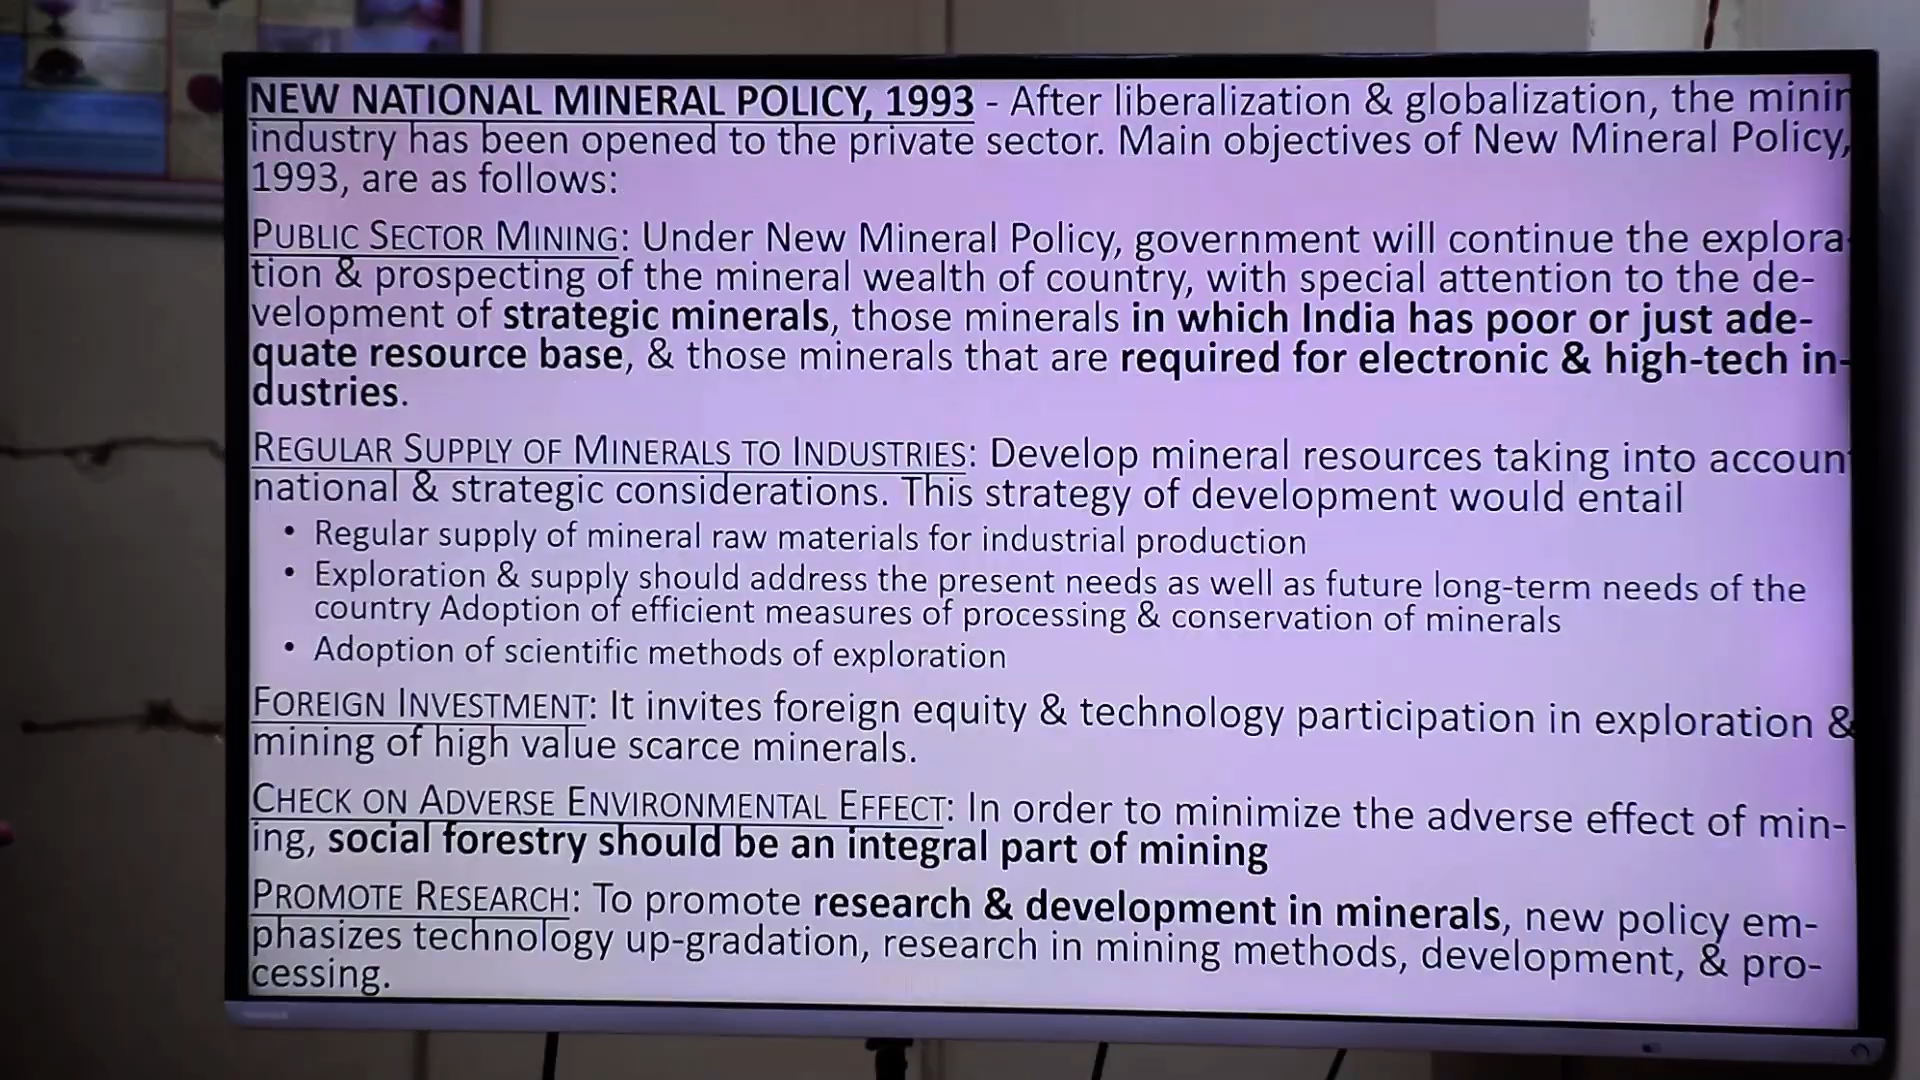 NEW NATIONAL MINERAL POLICY, 1993 - After liberalization & globalization, the minin
industry has been opened to the private sector. Main objectives of New Mineral Policy,
1993, are as follows:
PUBLIC SECTOR MINING: Under New Mineral Policy, government will continue the explora-
tion & prospecting of the mineral wealth of country, with special attention to the de-
velopment of strategic minerals, those minerals in which India has poor or just ade-
quate resource base, & those minerals that are required for electronic & high-tech in-
dustries.
REGULAR SUPPLY OF MINERALS TO INDUSTRIES: Develop mineral resources taking into account
national & strategic considerations. This strategy of development would entail
• Regular supply of mineral raw materials for industrial production
• Exploration & supply should address the present needs as well as future long-term needs of the
country Adoption of efficient measures of processing & conservation of minerals
• Adoption of scientific methods of exploration
FOREIGN INVESTMENT: It invites foreign equity & technology participation in exploration &
mining of high value scarce minerals.
CHECK ON ADVERSE ENVIRONMENTAL EFFECT: In order to minimize the adverse effect of min-
ing, social forestry should be an integral part of mining
PROMOTE RESEARCH: To promote research & development in minerals, new policy em-
phasizes technology up-gradation, research in mining methods, development, & pro-
cessing.